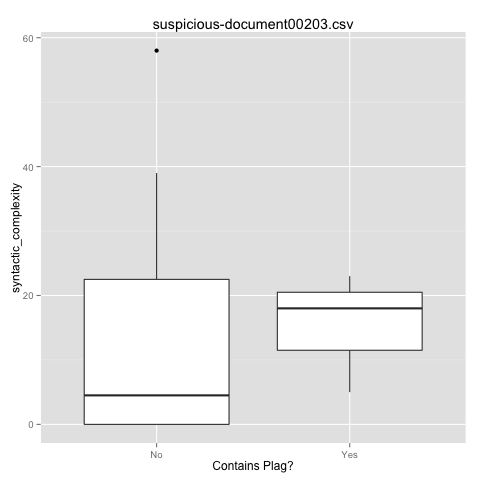 suspicious-document00203.csv
60
40
20
0
syntactic_complexity
No
Yes
Contains Plag?